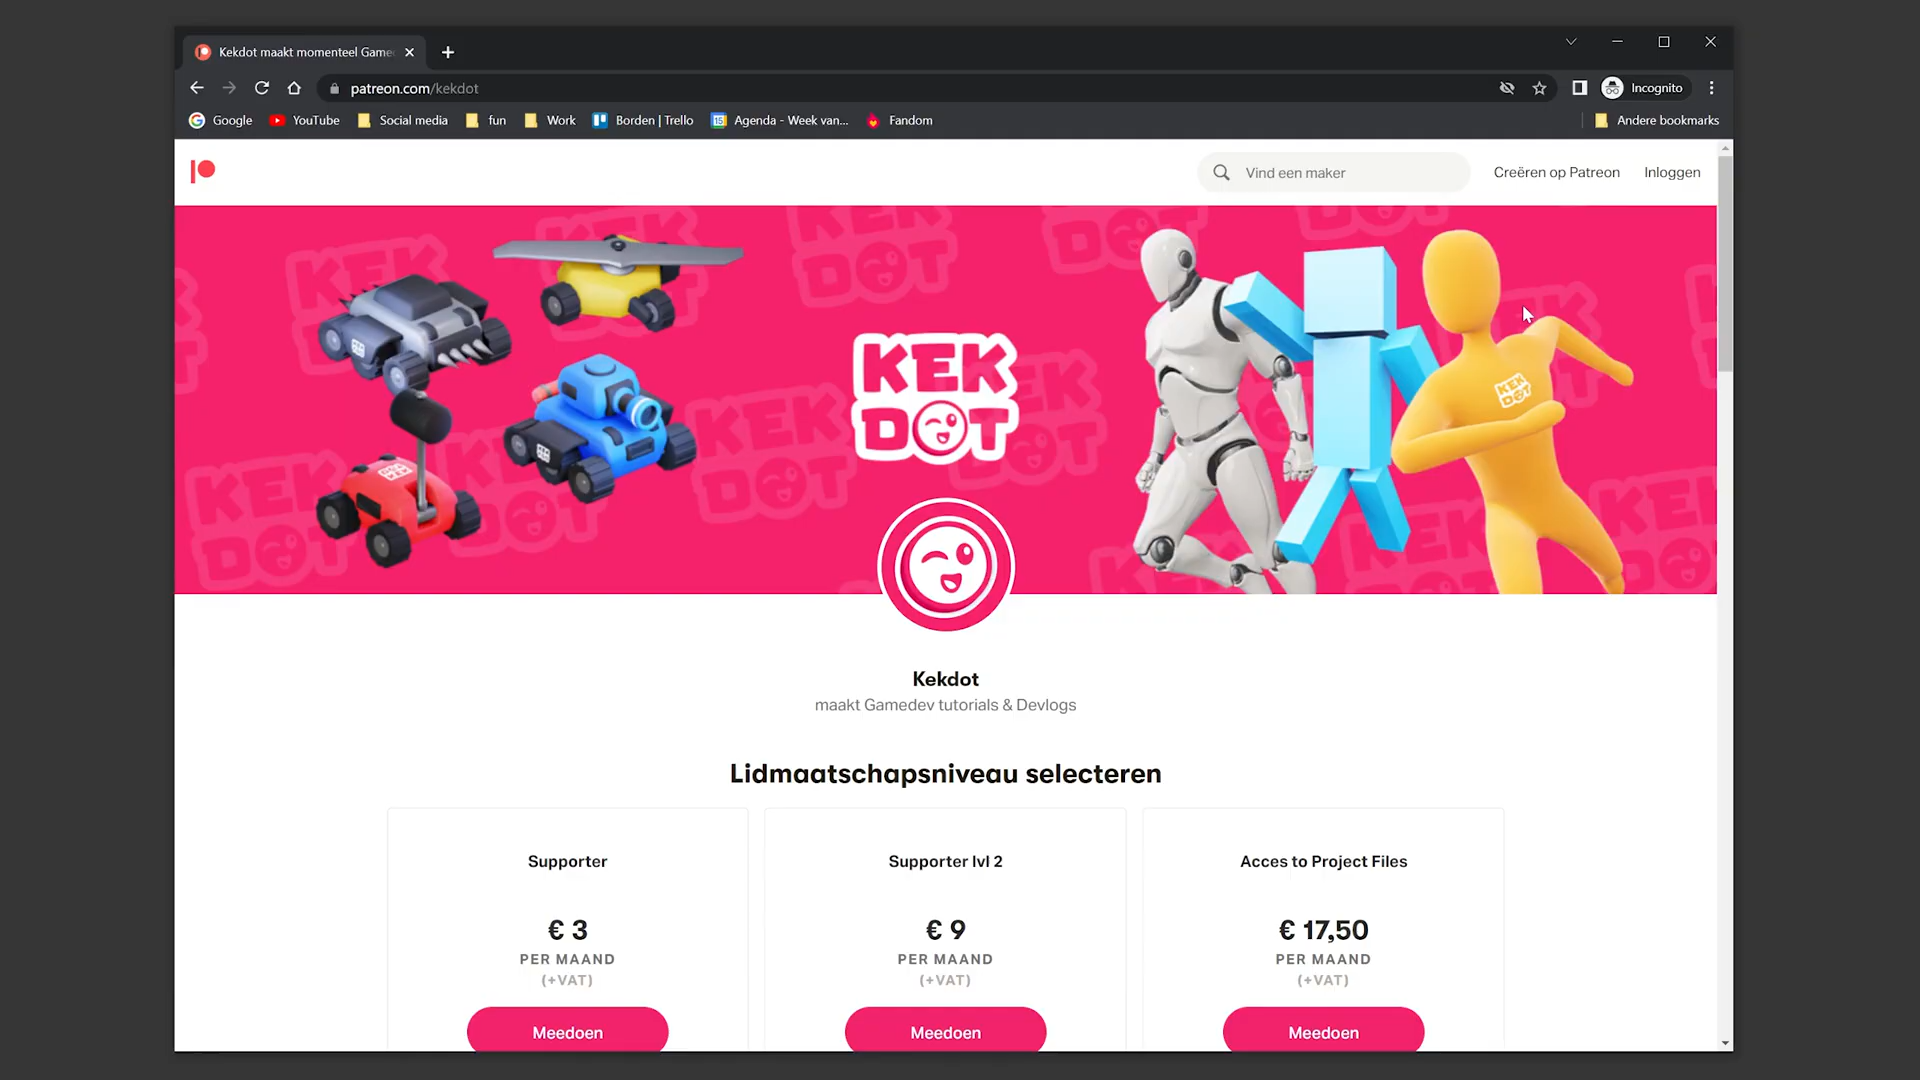 Kekdot maakt momenteel Game
patreon.com/kekdot
Incognito
Google
YouTube
Social media
fun
Work
Borden | Trello
15
Agenda - Week van...
Fandom
Andere bookmarks
Vind een maker
Creëren op Patreon
Inloggen
KEK
DOT
Kekdot
maakt Gamedev tutorials & Devlogs
Lidmaatschapsniveau selecteren
Supporter
€ 3
PER MAAND
(+VAT)
Meedoen
Supporter lvl 2
€ 9
PER MAAND
(+VAT)
Meedoen
Acces to Project Files
€ 17,50
PER MAAND
(+VAT)
Meedoen